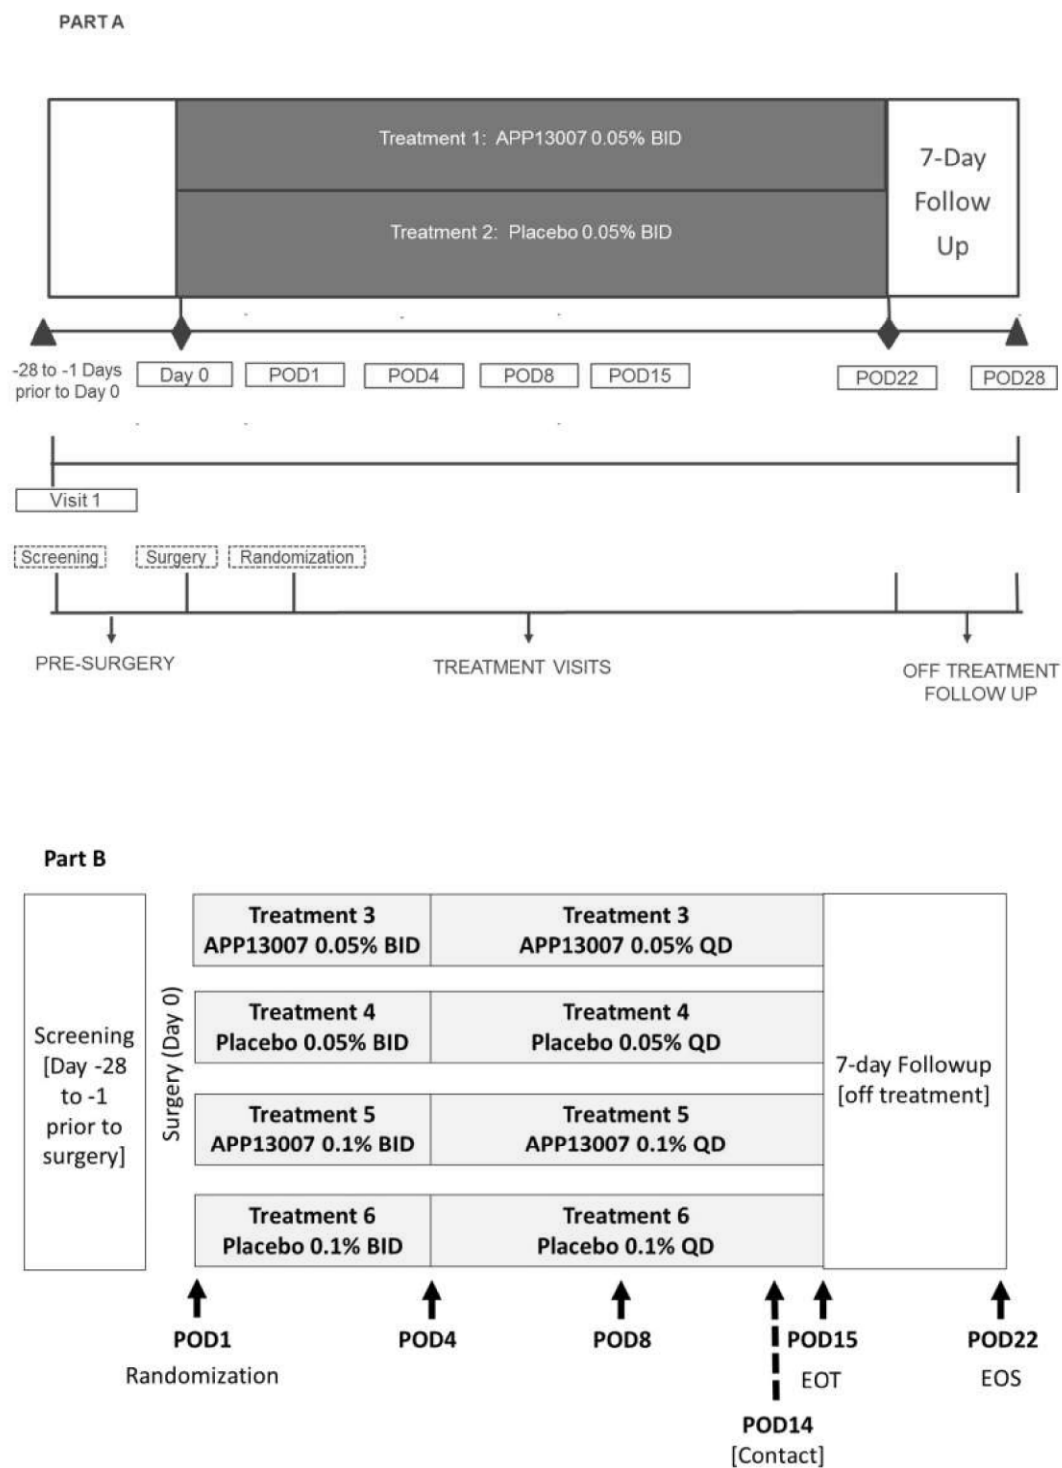 PART A
Treatment 1: APP13007 0.05% BID
Treatment 2: Placebo 0.05% BID
7-Day
Follow
Up
-28 to -1 Days
prior to Day 0
Day 0
POD1
POD4
POD8
POD15
POD22
POD28
Visit 1
Screening
Surgery
Randomization
PRE-SURGERY
TREATMENT VISITS
OFF TREATMENT
FOLLOW UP
Part B
Screening
[Day -28
to -1
prior to
surgery]
Surgery (Day 0)
Treatment 3
APP13007 0.05% BID
Treatment 3
APP13007 0.05% QD
Treatment 4
Placebo 0.05% BID
Treatment 4
Placebo 0.05% QD
Treatment 5
APP13007 0.1% BID
Treatment 5
APP13007 0.1% QD
Treatment 6
Placebo 0.1% BID
Treatment 6
Placebo 0.1% QD
7-day Followup
[off treatment]
POD1
Randomization
POD4
POD8
POD14
[Contact]
POD15
EOT
POD22
EOS